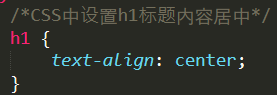 /*CSS中设置h1标题内容居中*/
h1 {
    text-align: center;
}